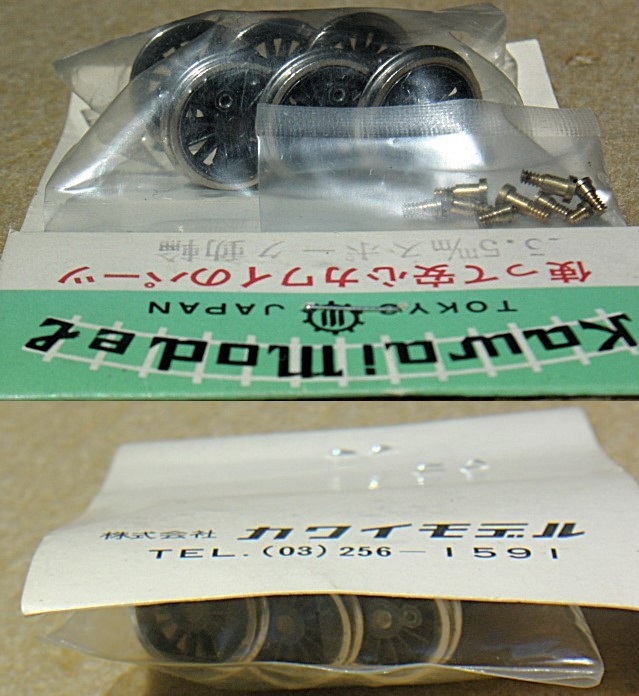 Kawaimodel
TOKYO JAPAN
使って安心カワイのパーツ
スポーク動輪
株式会社 カワイモデル
TEL. (03) 256-1591